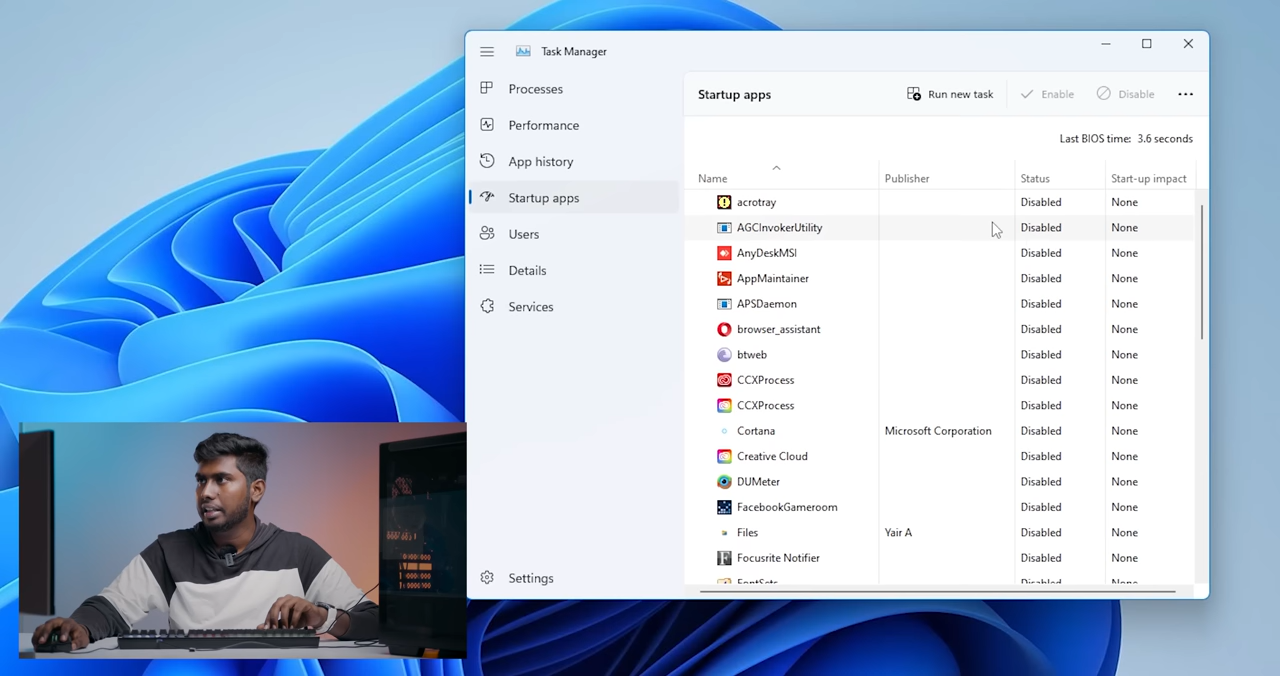 Task Manager
Processes
Performance
App history
Startup apps
Users
Details
Services
Settings
Startup apps
Run new task
Enable
Disable
Last BIOS time: 3.6 seconds
Name Publisher Status Start-up impact
acrotray Disabled None
AGCInvokerUtility Disabled None
AnyDeskMSI Disabled None
AppMaintainer Disabled None
APSDaemon Disabled None
browser_assistant Disabled None
btweb Disabled None
CCXProcess Disabled None
CCXProcess Disabled None
Cortana Microsoft Corporation Disabled None
Creative Cloud Disabled None
DUMeter Disabled None
FacebookGameroom Disabled None
Files Yair A Disabled None
Focusrite Notifier Disabled None
FontSets Disabled None